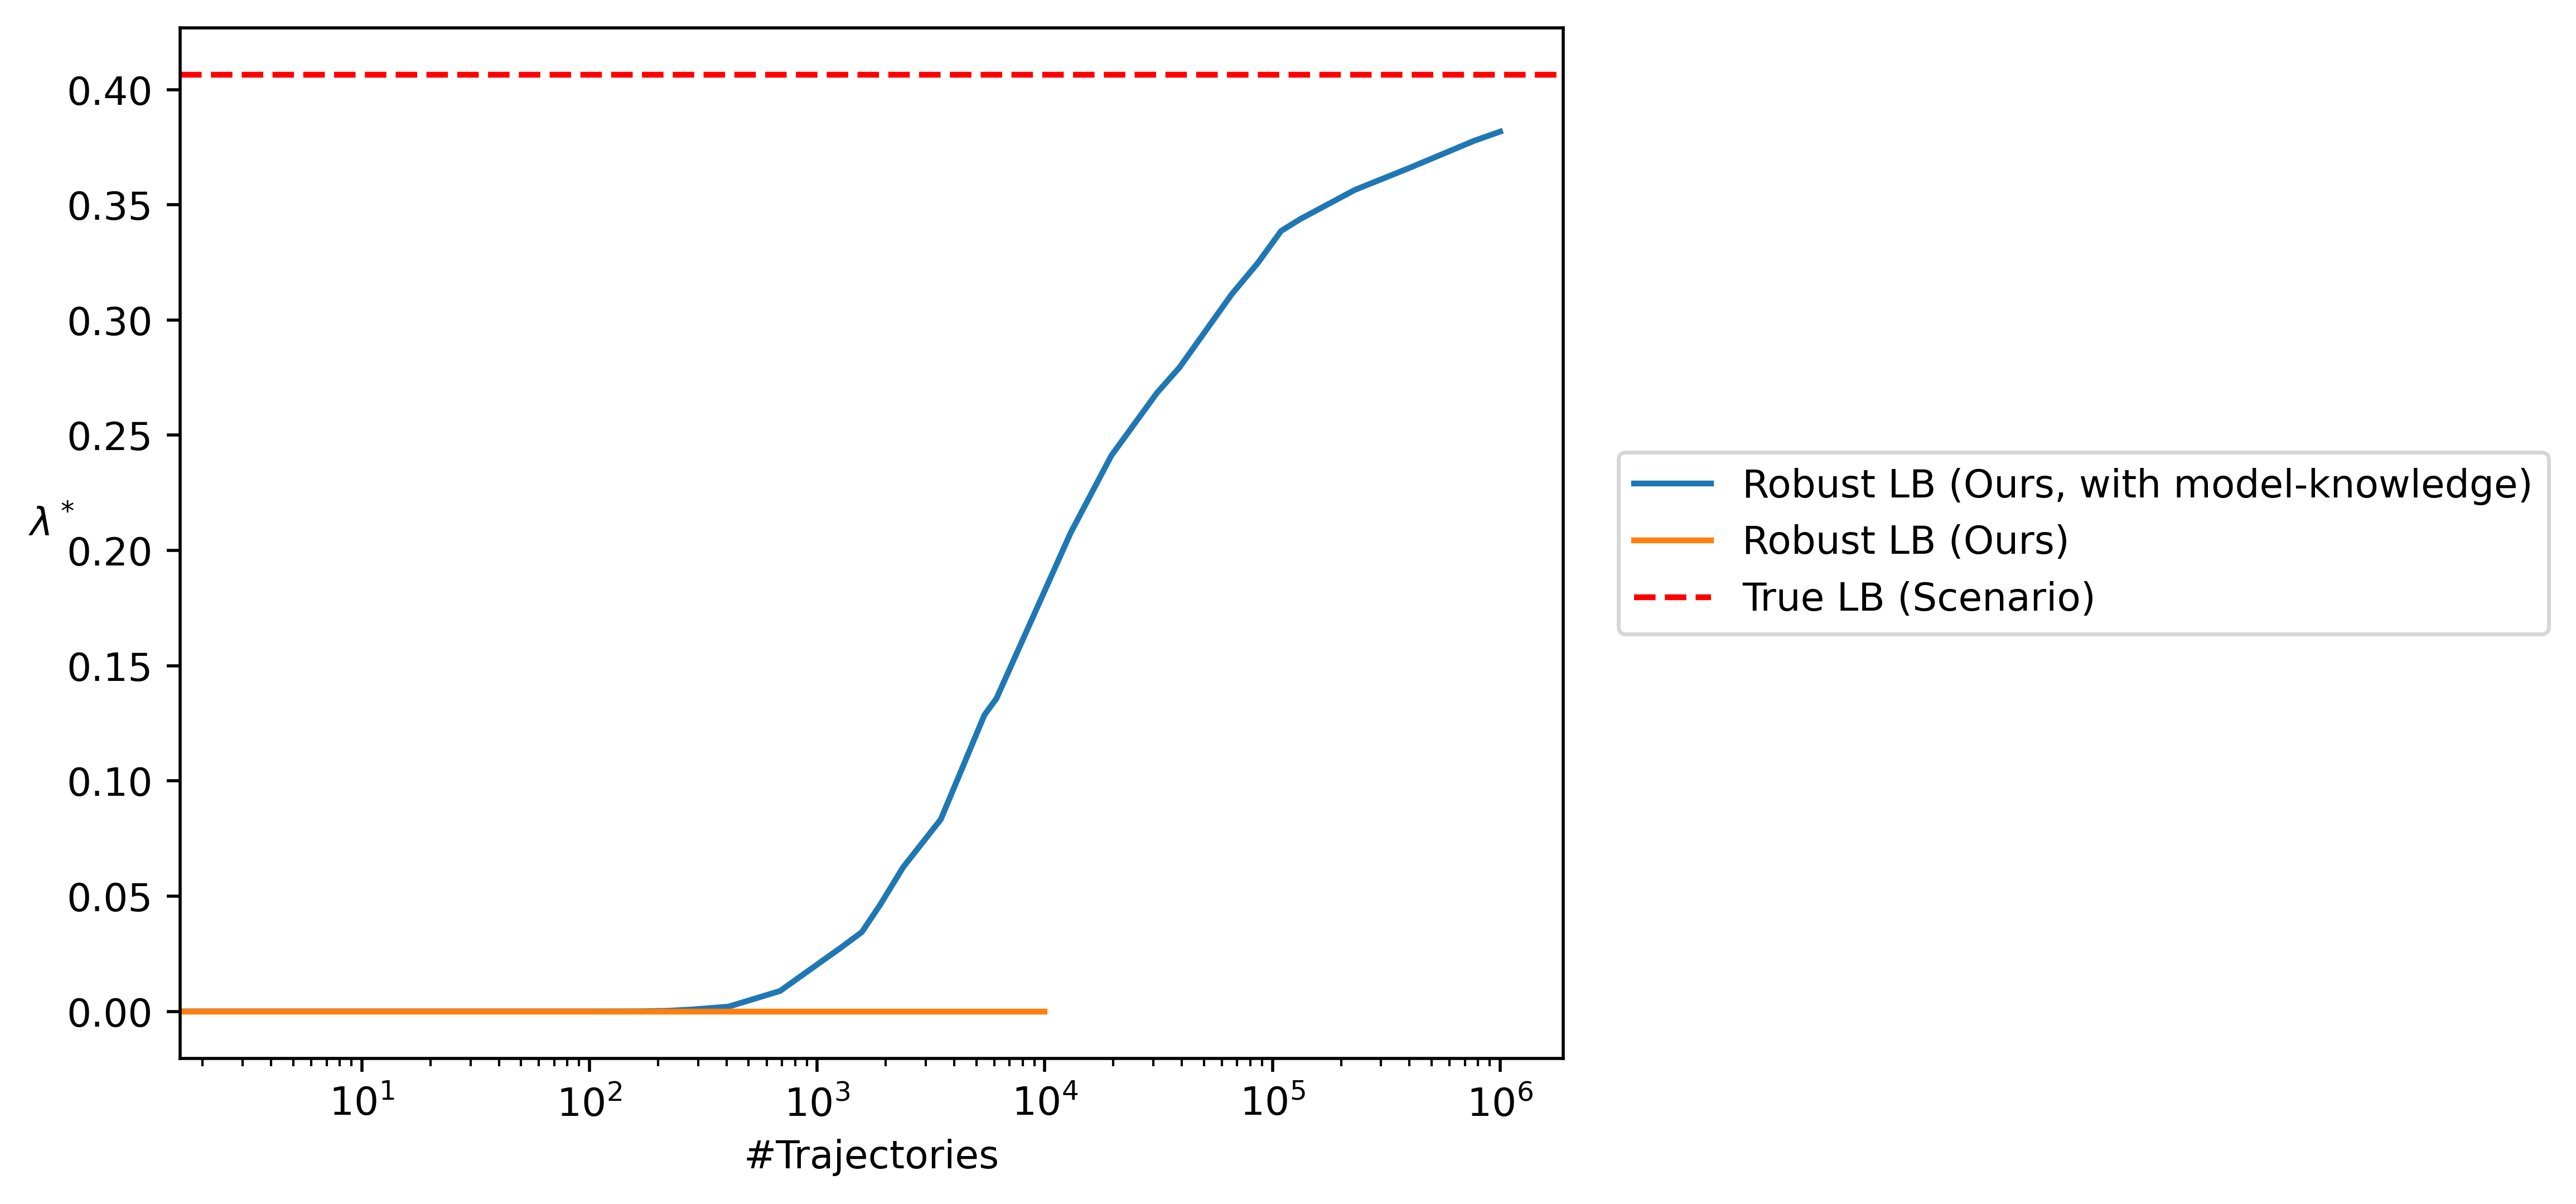 0.40
0.35
0.30
0.25
λ*
0.20
0.15
0.10
0.05
0.00
10¹ 10² 10³ 10⁴ 10⁵ 10⁶
#Trajectories
Robust LB (Ours, with model-knowledge)
Robust LB (Ours)
True LB (Scenario)